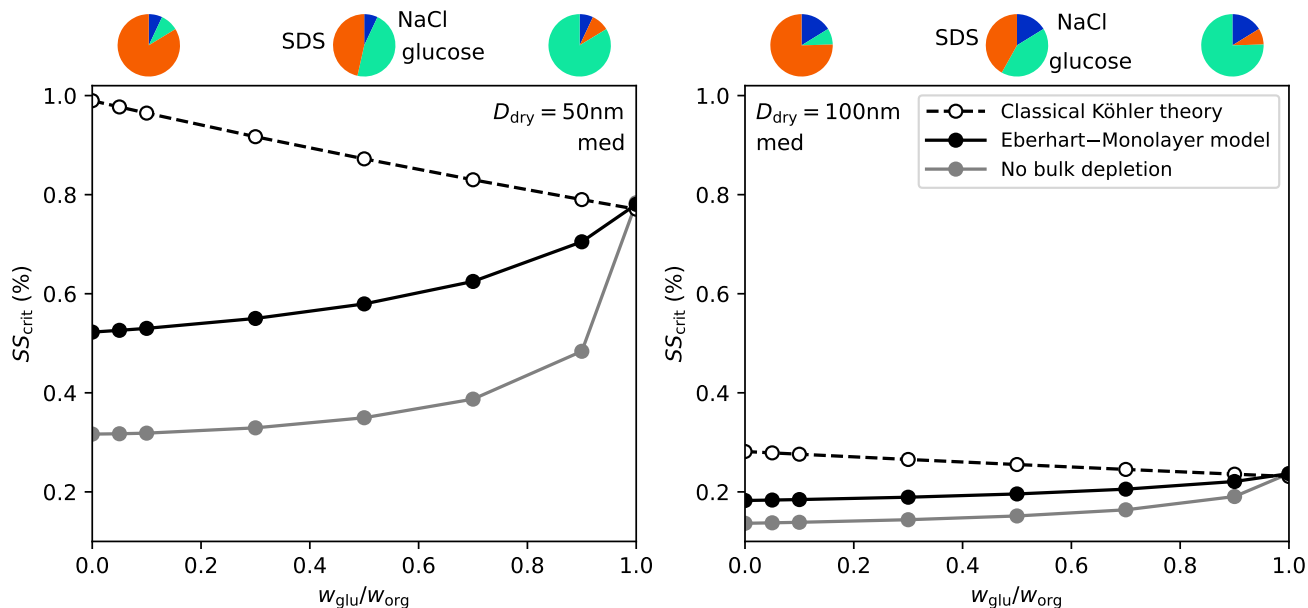 SDS
NaCl
glucose
D_dry = 50nm
med
1.0
0.8
0.6
0.4
0.2
SS_crit (%)
0.0
0.2
0.4
0.6
0.8
1.0
w_glu/w_org
SDS
NaCl
glucose
D_dry = 100nm
med
Classical Köhler theory
Eberhart−Monolayer model
No bulk depletion
1.0
0.8
0.6
0.4
0.2
SS_crit (%)
0.0
0.2
0.4
0.6
0.8
1.0
w_glu/w_org